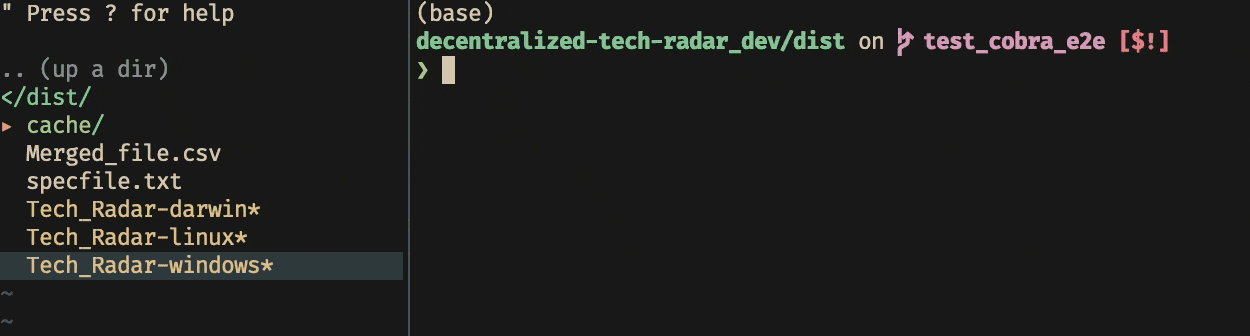 " Press ? for help
.. (up a dir)
</dist/
▸ cache/
Merged_file.csv
specfile.txt
Tech_Radar-darwin*
Tech_Radar-linux*
Tech_Radar-windows*
~
~
(base)
decentralized-tech-radar_dev/dist on  test_cobra_e2e [$!]
❯